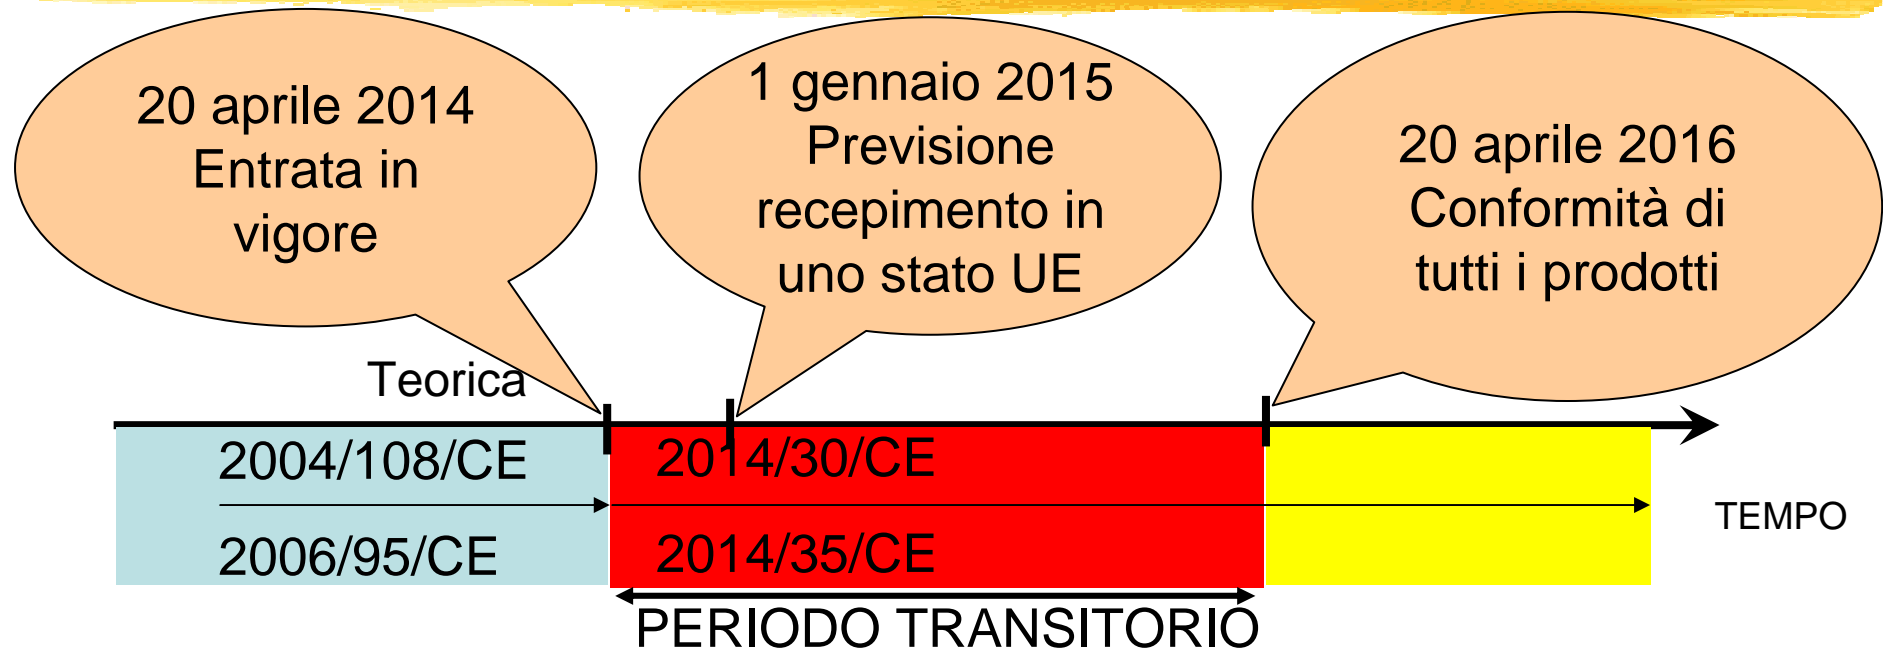 20 aprile 2014
Entrata in
vigore
1 gennaio 2015
Previsione
recepimento in
uno stato UE
20 aprile 2016
Conformità di
tutti i prodotti
Teorica
2004/108/CE
2014/30/CE
TEMPO
2006/95/CE
2014/35/CE
PERIODO TRANSITORIO